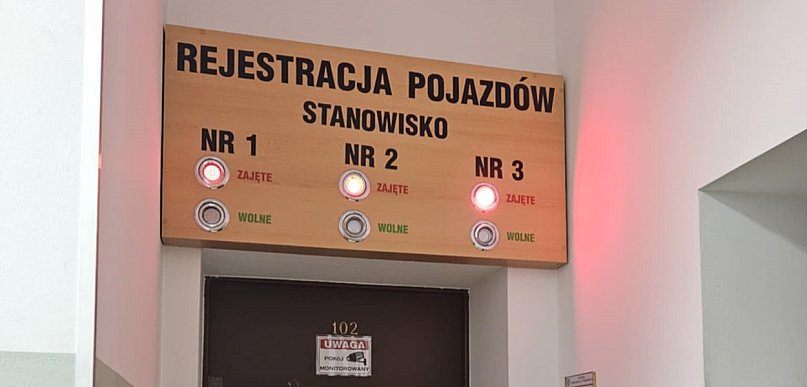 REJESTRACJA POJAZDÓW
STANOWISKO
NR 1 NR 2 NR 3
ZAJĘTE ZAJĘTE ZAJĘTE
WOLNE WOLNE WOLNE
102
UWAGA
POKÓJ
MONITOROWANY